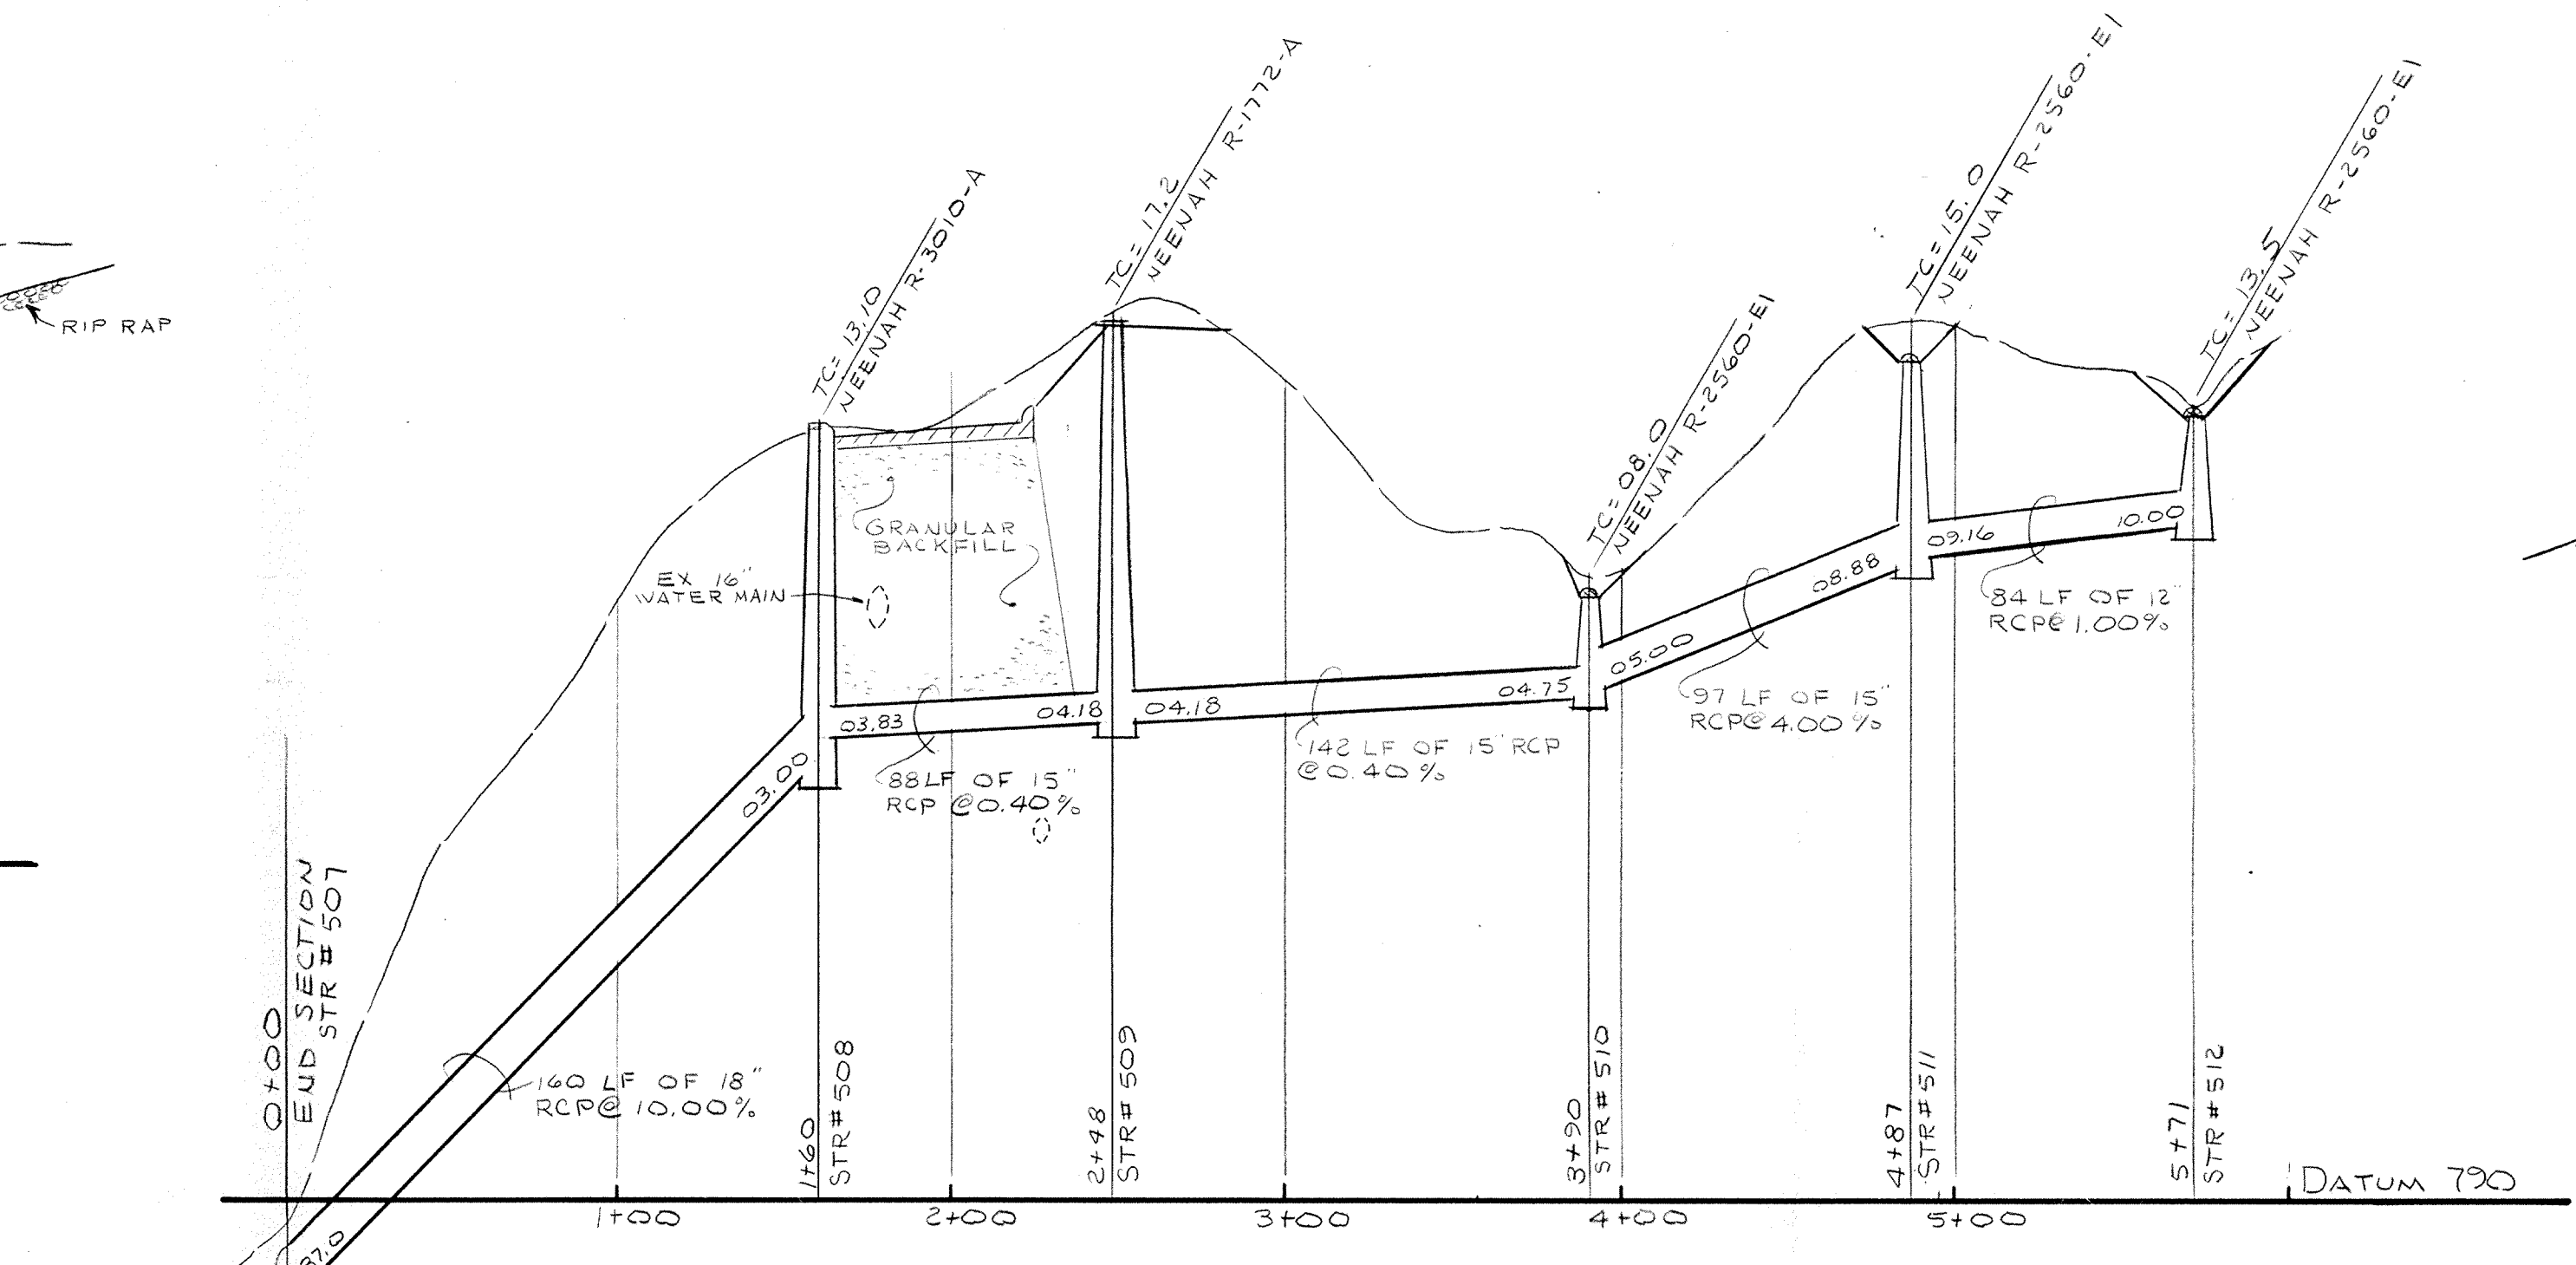 RIP RAP
TC= 13.10
NEENAH R-3010-A
TC= 17.2
NEENAH R-1772-A
TC= 08.0
NEENAH R-2560-E1
TC= 15.0
NEENAH R-2560-E1
TC= 13.5
NEENAH R-2560-E1
GRANULAR
BACKFILL
EX 16"
WATER MAIN
03.00
03.83
04.18
04.18
04.75
05.00
08.88
09.16
10.00
88 LF OF 15"
RCP @ 0.40%
142 LF OF 15" RCP
@ 0.40%
97 LF OF 15"
RCP @ 4.00%
84 LF OF 12"
RCP @ 1.00%
160 LF OF 18"
RCP @ 10.00%
0+00
END SECTION
STR # 507
1+60
STR # 508
2+48
STR # 509
3+90
STR # 510
4+87
STR # 511
5+71
STR # 512
DATUM 790
1+00
2+00
3+00
4+00
5+00
87.0